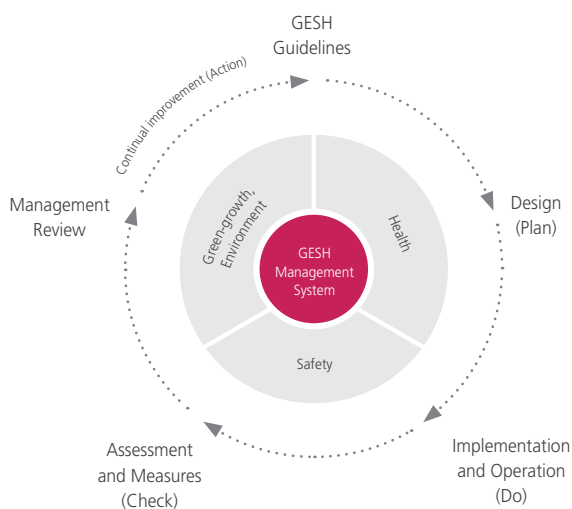 GESH
Guidelines
Continual improvement (Action)
Management
Review
Design
(Plan)
Green-growth,
Environment
Health
GESH
Management
System
Safety
Assessment
and Measures
(Check)
Implementation
and Operation
(Do)